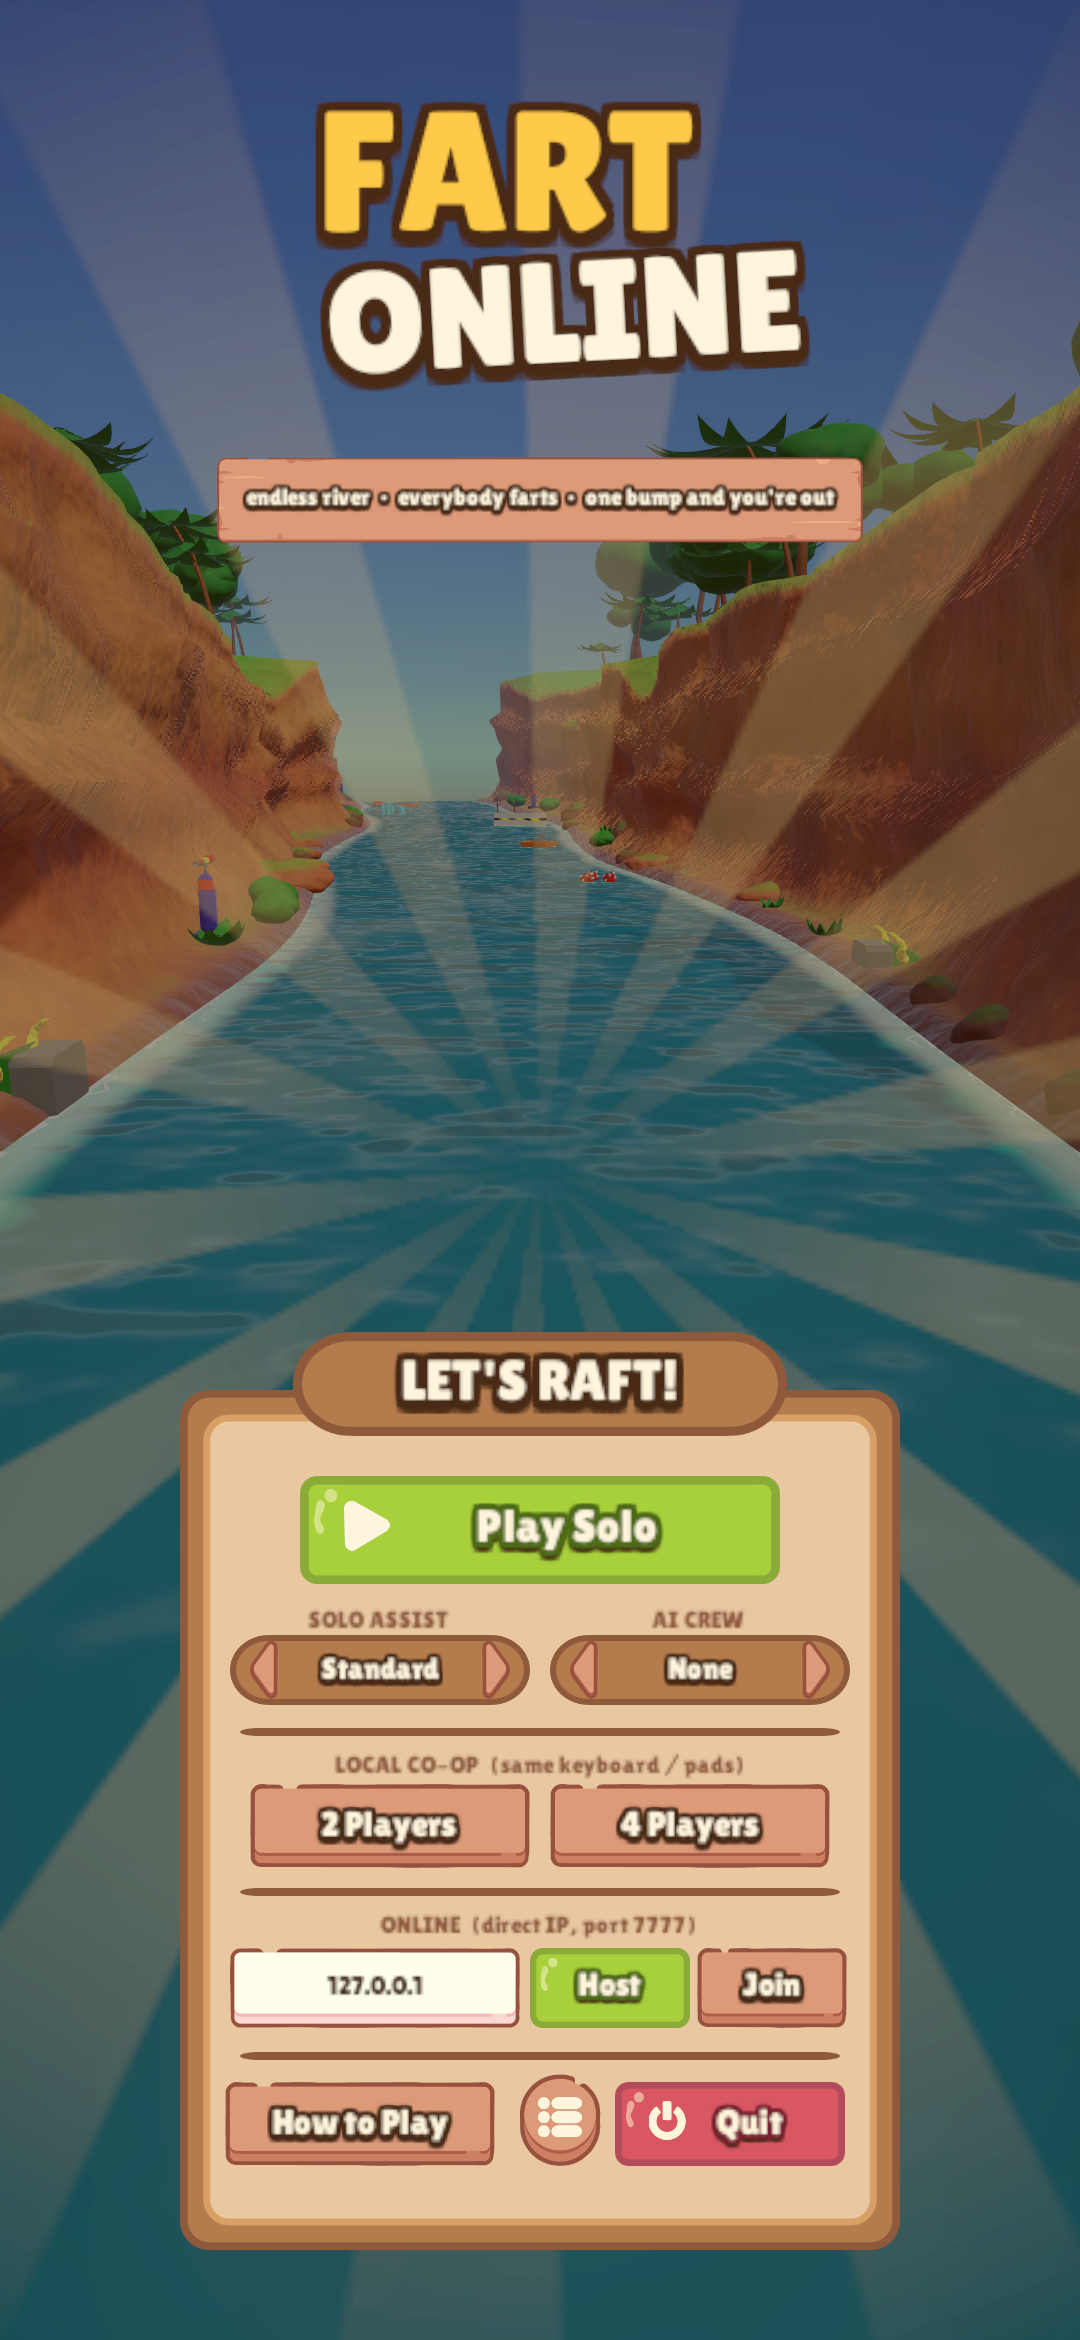 FART
ONLINE
endless river • everybody farts • one bump and you're out
LET'S RAFT!
Play Solo
SOLO ASSIST
AI CREW
Standard
None
LOCAL CO-OP (same keyboard / pads)
2 Players
4 Players
ONLINE (direct IP, port 7777)
127.0.0.1
Host
Join
How to Play
Quit